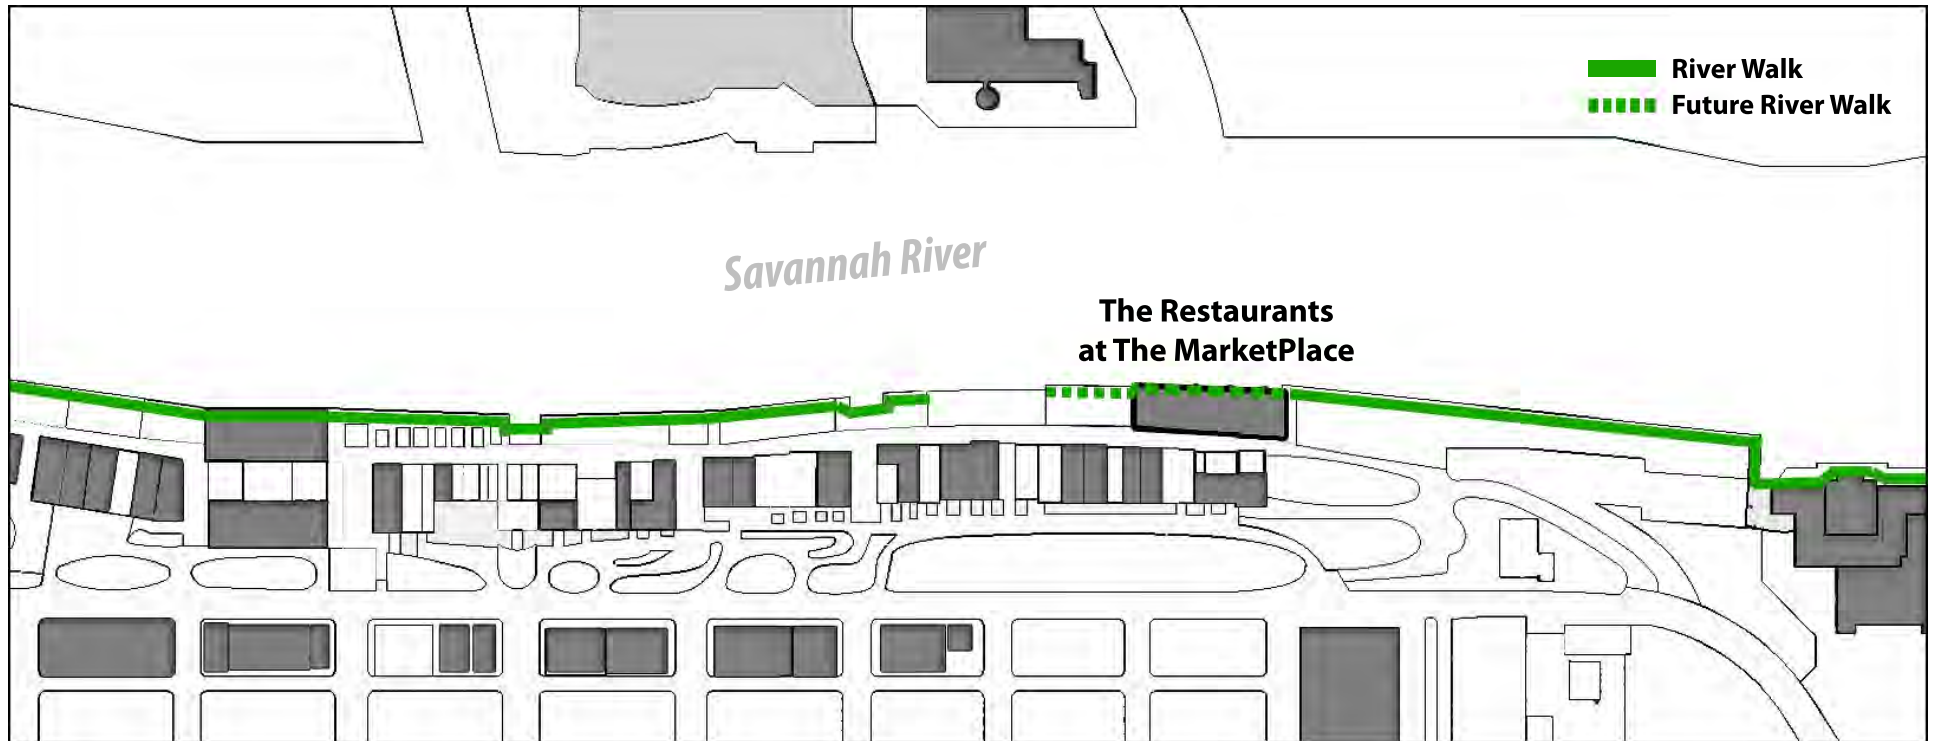 River Walk
Future River Walk
Savannah River
The Restaurants
at The MarketPlace